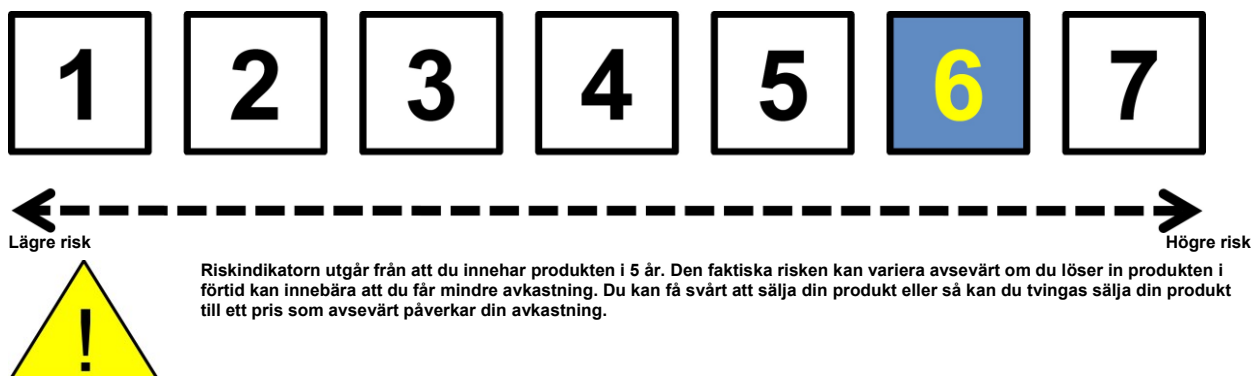 1 2 3 4 5 6 7
Lägre risk Högre risk
Riskindikatorn utgår från att du innehar produkten i 5 år. Den faktiska risken kan variera avsevärt om du löser in produkten i
förtid kan innebära att du får mindre avkastning. Du kan få svårt att sälja din produkt eller så kan du tvingas sälja din produkt
till ett pris som avsevärt påverkar din avkastning.
!